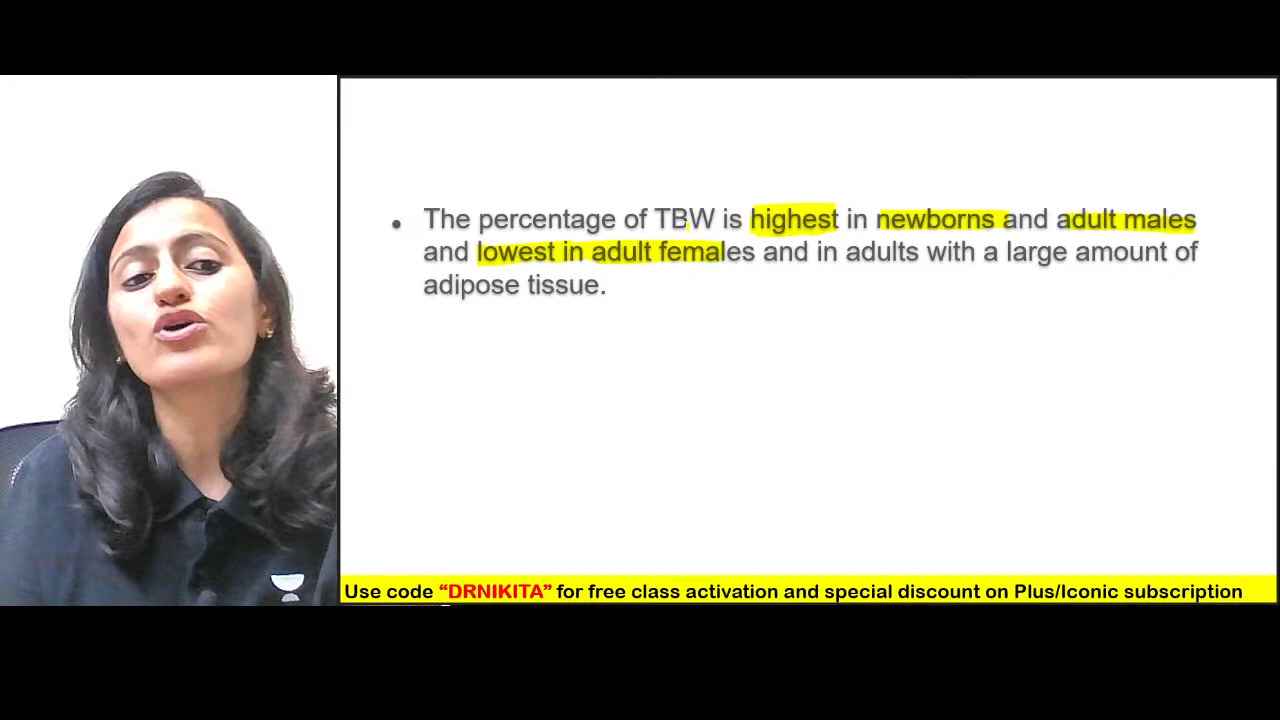 • The percentage of TBW is highest in newborns and adult males
and lowest in adult females and in adults with a large amount of
adipose tissue.
Use code “DRNIKITA” for free class activation and special discount on Plus/Iconic subscription